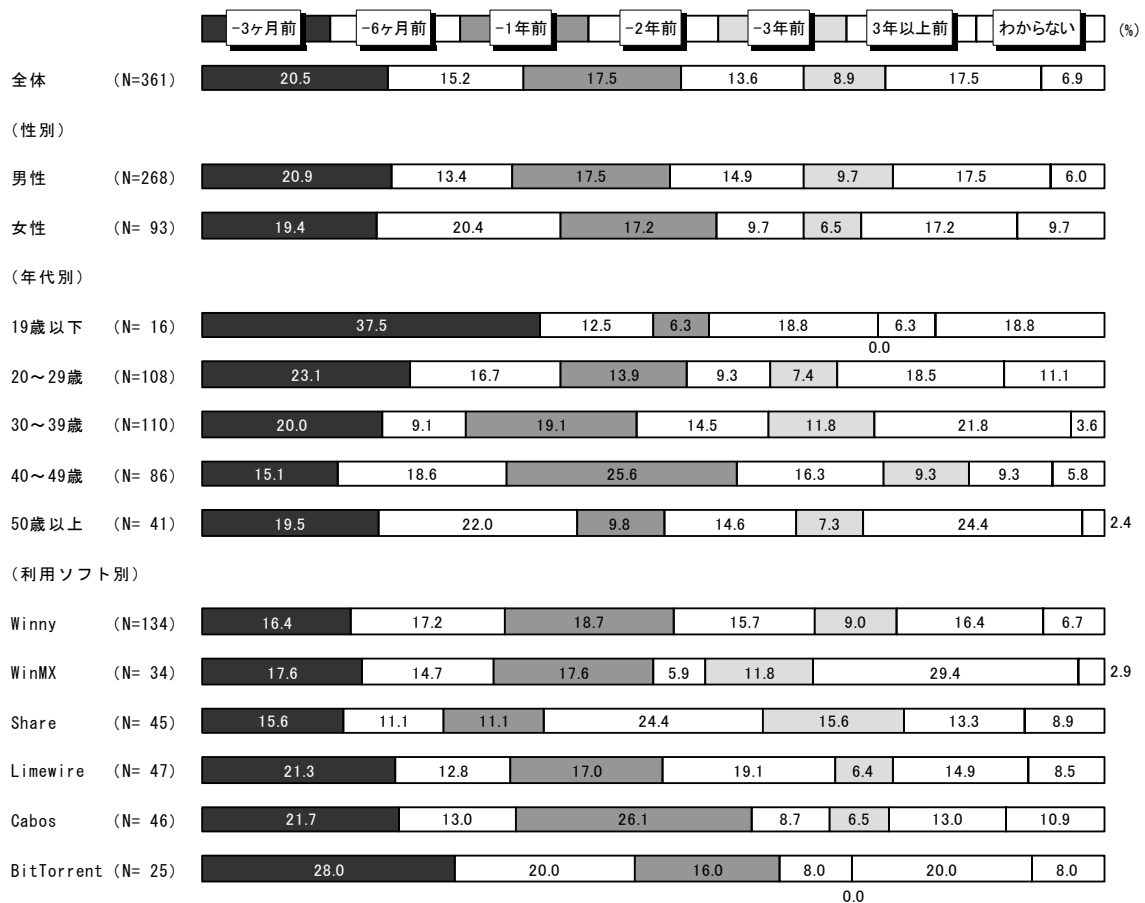 -3ヶ月前 -6ヶ月前 -1年前 -2年前 -3年前 3年以上前 わからない (%)
全体 (N=361) 20.5 15.2 17.5 13.6 8.9 17.5 6.9
(性別)
男性 (N=268) 20.9 13.4 17.5 14.9 9.7 17.5 6.0
女性 (N= 93) 19.4 20.4 17.2 9.7 6.5 17.2 9.7
(年代別)
19歳以下 (N= 16) 37.5 12.5 6.3 18.8 6.3 18.8
0.0
20～29歳 (N=108) 23.1 16.7 13.9 9.3 7.4 18.5 11.1
30～39歳 (N=110) 20.0 9.1 19.1 14.5 11.8 21.8 3.6
40～49歳 (N= 86) 15.1 18.6 25.6 16.3 9.3 9.3 5.8
50歳以上 (N= 41) 19.5 22.0 9.8 14.6 7.3 24.4 2.4
(利用ソフト別)
Winny (N=134) 16.4 17.2 18.7 15.7 9.0 16.4 6.7
WinMX (N= 34) 17.6 14.7 17.6 5.9 11.8 29.4 2.9
Share (N= 45) 15.6 11.1 11.1 24.4 15.6 13.3 8.9
Limewire (N= 47) 21.3 12.8 17.0 19.1 6.4 14.9 8.5
Cabos (N= 46) 21.7 13.0 26.1 8.7 6.5 13.0 10.9
BitTorrent (N= 25) 28.0 20.0 16.0 8.0 20.0 8.0
0.0